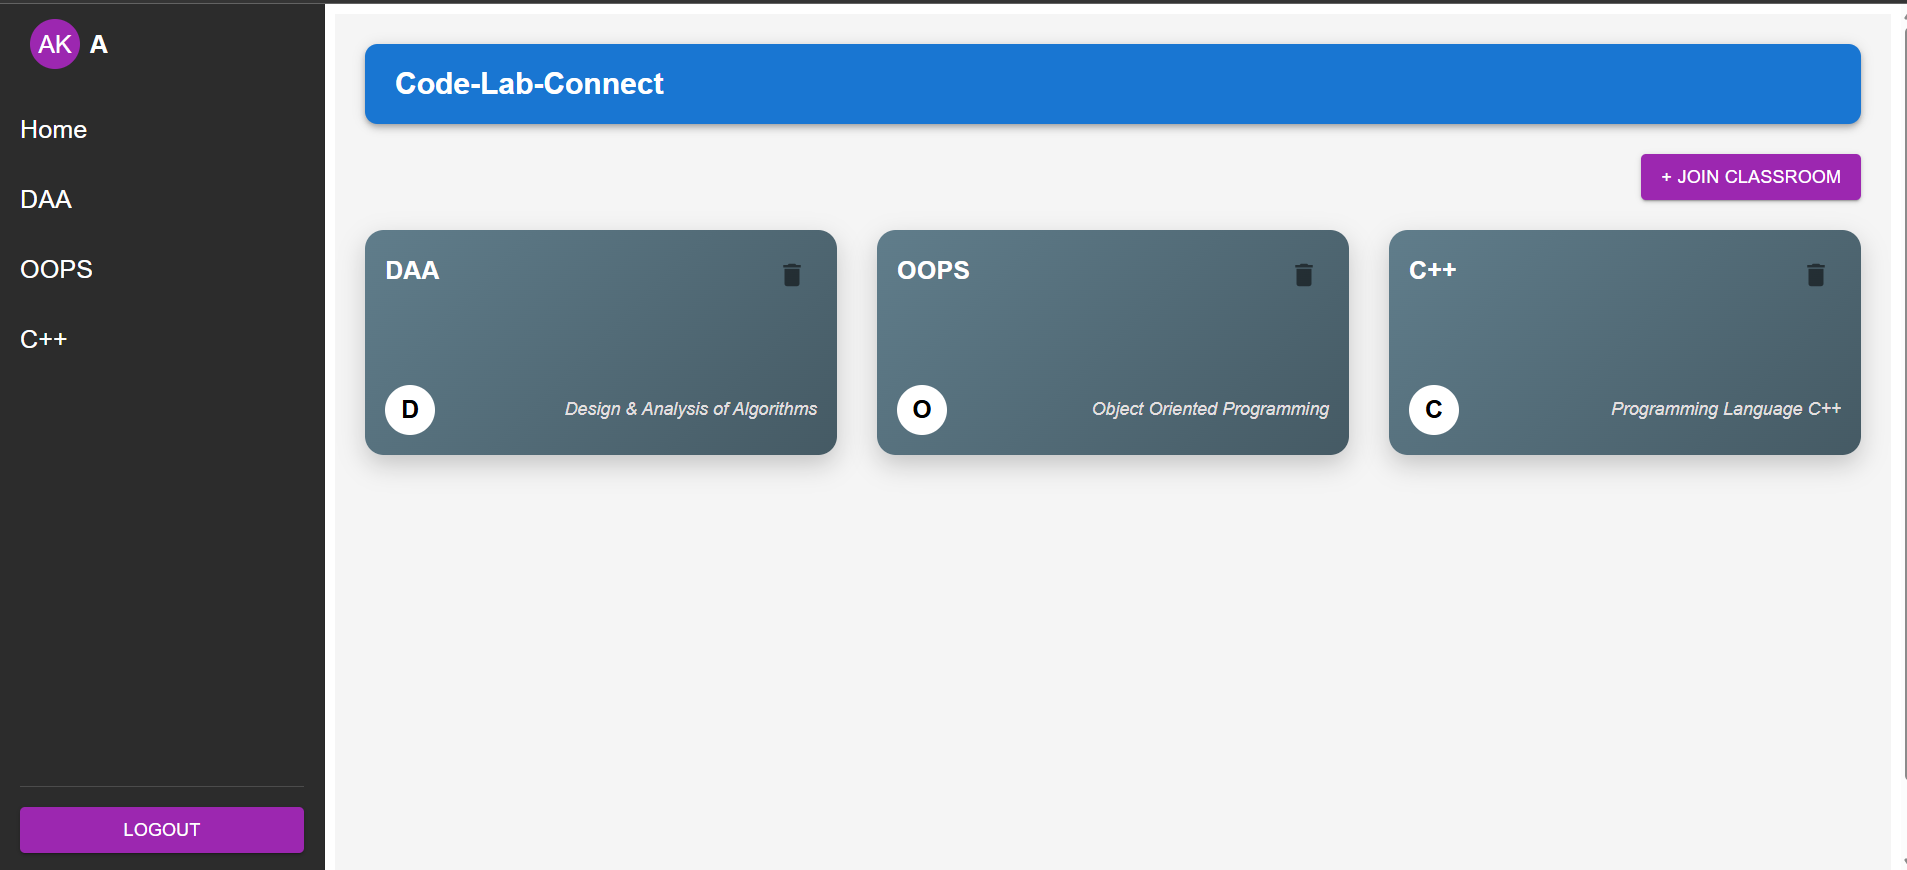 AK A
Home
DAA
OOPS
C++
LOGOUT
Code-Lab-Connect
+ JOIN CLASSROOM
DAA
D Design & Analysis of Algorithms
OOPS
O Object Oriented Programming
C++
C Programming Language C++